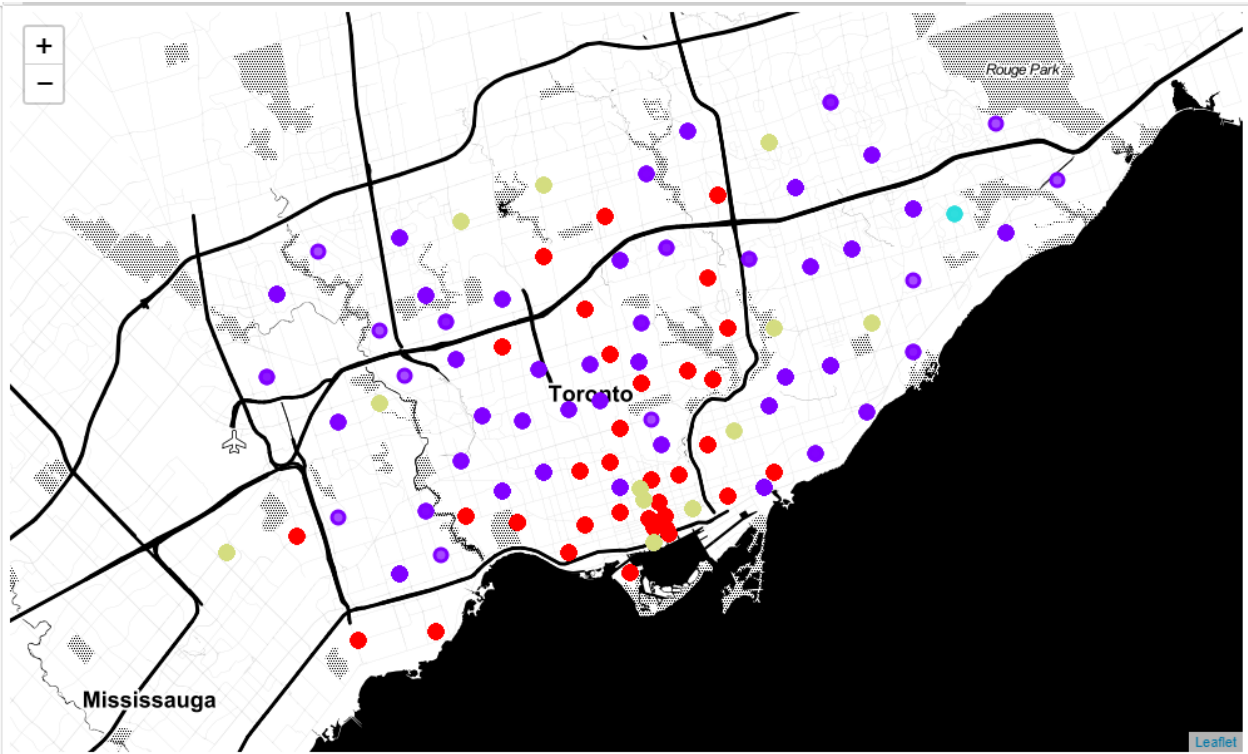 +
−
Rouge Park
Toronto
Mississauga
Leaflet